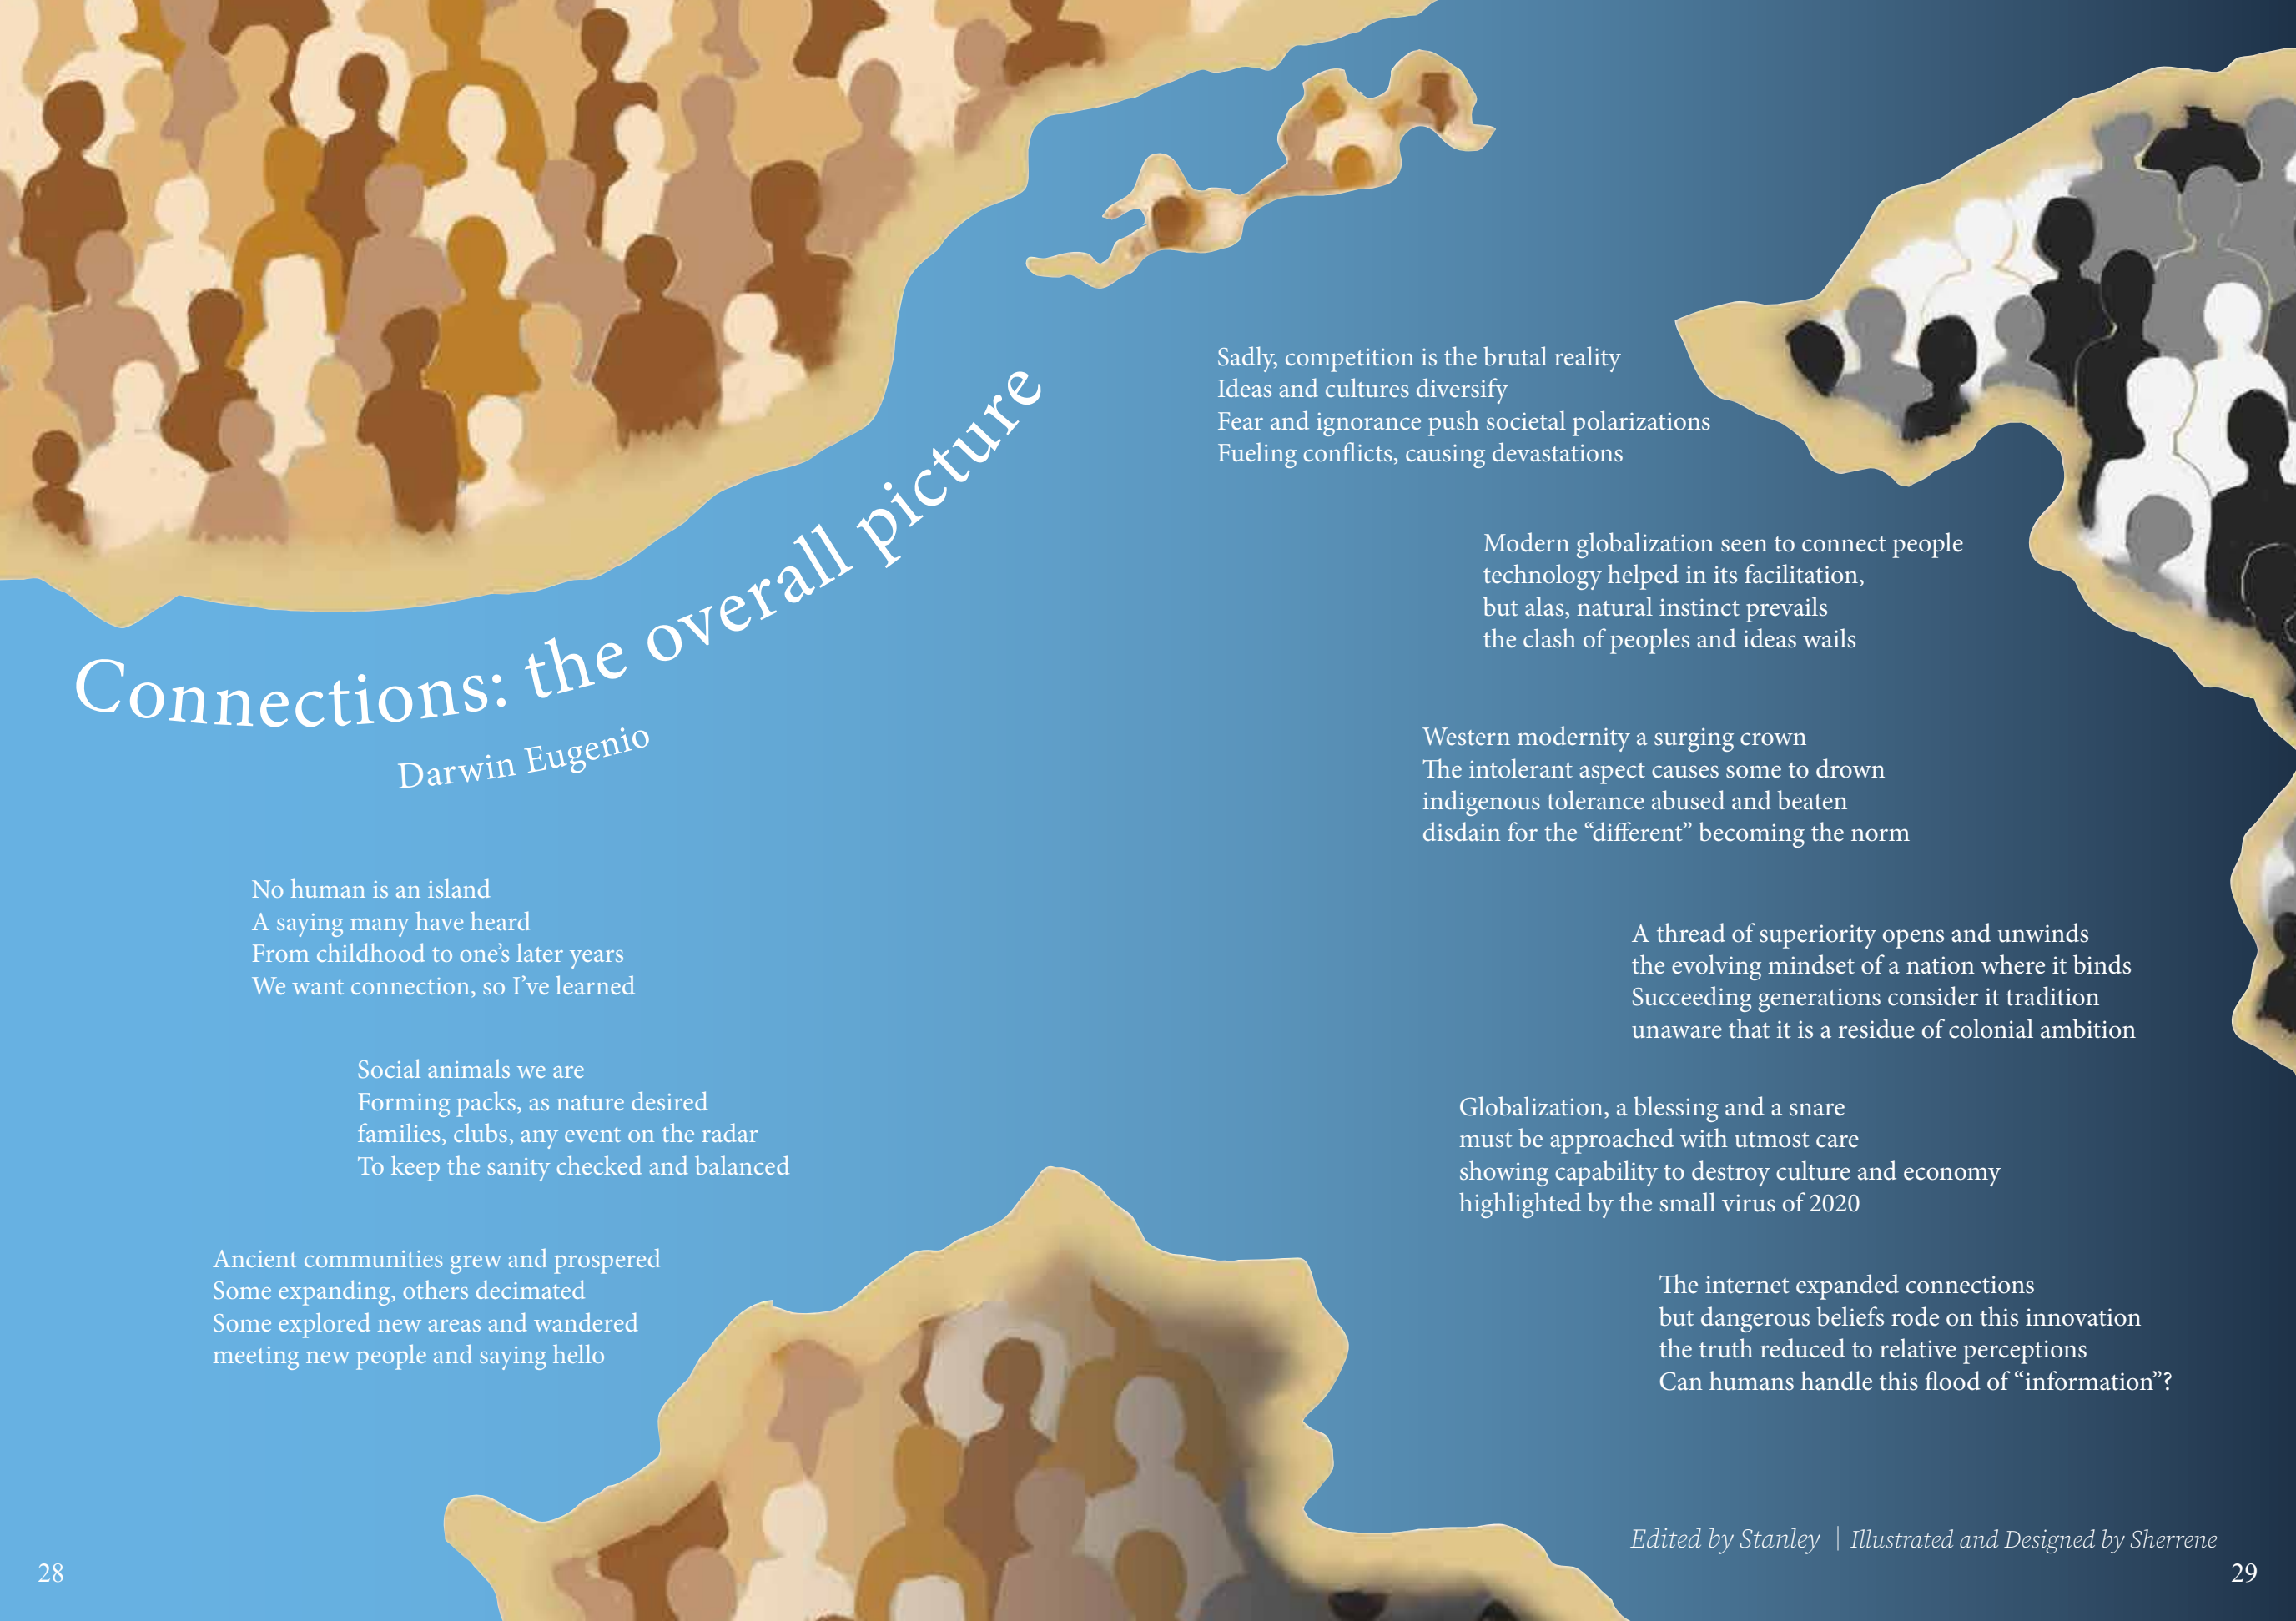 Connections: the overall picture
Darwin Eugenio
No human is an island
A saying many have heard
From childhood to one’s later years
We want connection, so I’ve learned
Social animals we are
Forming packs, as nature desired
families, clubs, any event on the radar
To keep the sanity checked and balanced
Ancient communities grew and prospered
Some expanding, others decimated
Some explored new areas and wandered
meeting new people and saying hello
28
Sadly, competition is the brutal reality
Ideas and cultures diversify
Fear and ignorance push societal polarizations
Fueling conflicts, causing devastations
Modern globalization seen to connect people
technology helped in its facilitation,
but alas, natural instinct prevails
the clash of peoples and ideas wails
Western modernity a surging crown
The intolerant aspect causes some to drown
indigenous tolerance abused and beaten
disdain for the “different” becoming the norm
A thread of superiority opens and unwinds
the evolving mindset of a nation where it binds
Succeeding generations consider it tradition
unaware that it is a residue of colonial ambition
Globalization, a blessing and a snare
must be approached with utmost care
showing capability to destroy culture and economy
highlighted by the small virus of 2020
The internet expanded connections
but dangerous beliefs rode on this innovation
the truth reduced to relative perceptions
Can humans handle this flood of “information”?
Edited by Stanley | Illustrated and Designed by Sherrene
29